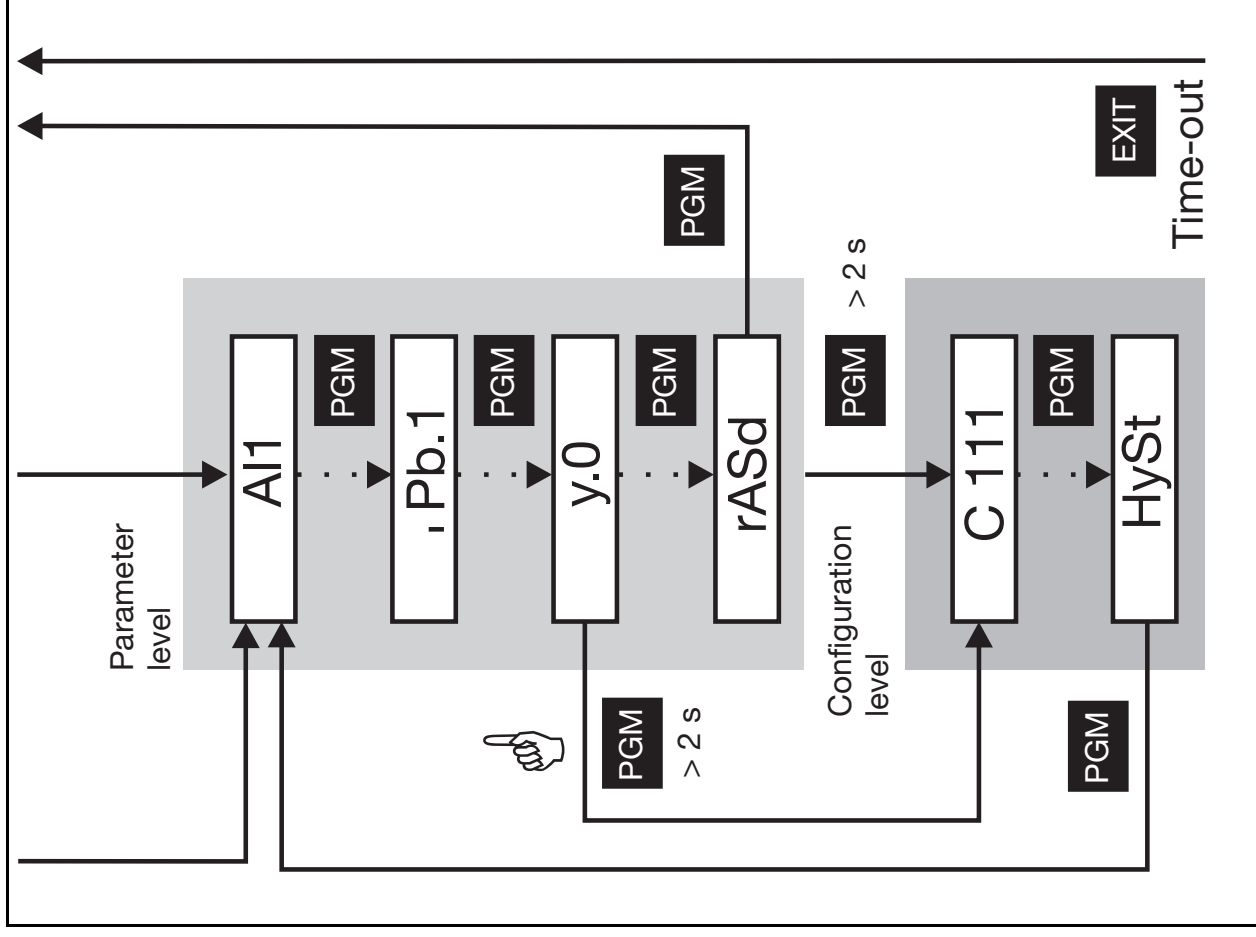 Parameter
level
Al1
PGM
Pb.1
PGM
y.0
PGM
rASd
PGM
PGM
> 2 s
Configuration
level
PGM > 2 s
C 111
PGM
HySt
PGM
EXIT
Time-out